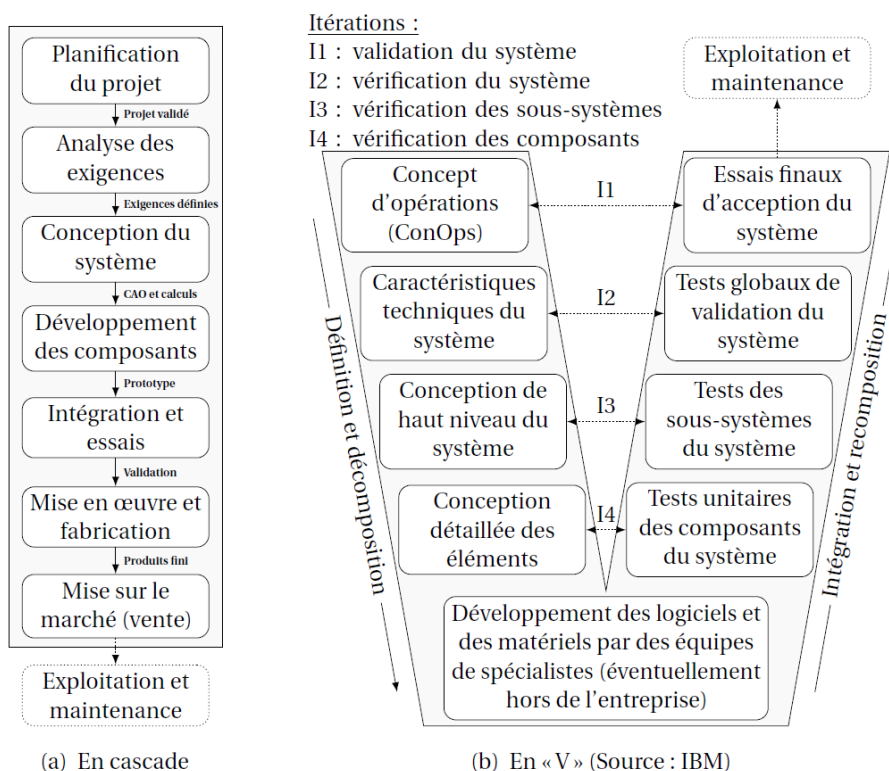 Planification
du projet
Projet validé
Analyse des
exigences
Exigences définies
Conception du
système
CAO et calculs
Développement
des composants
Prototype
Intégration et
essais
Validation
Mise en œuvre et
fabrication
Produits fini
Mise sur le
marché (vente)
Exploitation et
maintenance
(a) En cascade
Itérations :
I1 : validation du système
I2 : vérification du système
I3 : vérification des sous-systèmes
I4 : vérification des composants
Exploitation et
maintenance
Concept
d’opérations
(ConOps)
I1
Essais finaux
d’acception du
système
Caractéristiques
techniques du
système
I2
Tests globaux de
validation du
système
Conception de
haut niveau du
système
I3
Tests des
sous-systèmes
du système
Conception
détaillée des
éléments
I4
Tests unitaires
des composants
du système
Développement des logiciels et
des matériels par des équipes
de spécialistes (éventuellement
hors de l’entreprise)
Définition et décomposition
Intégration et recomposition
(b) En « V » (Source : IBM)